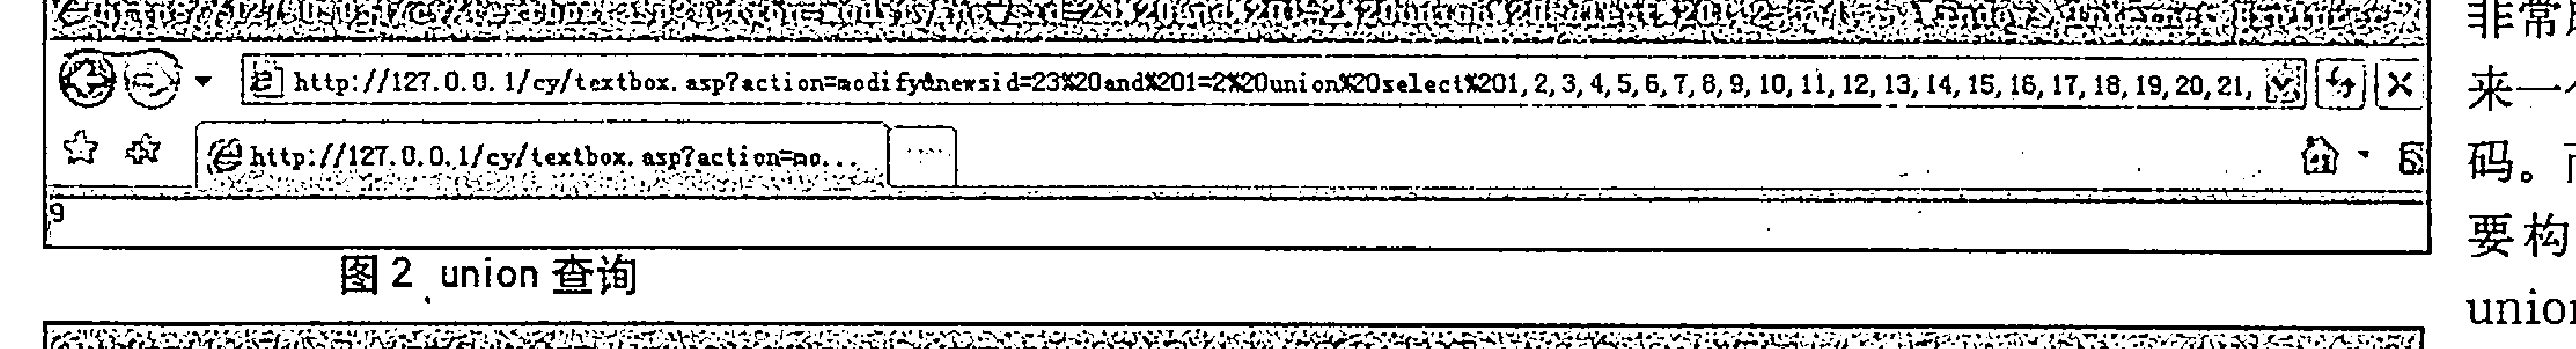 http://127.0.0.1/cy/textbox.asp?action=modify&newsid=23%20and%201=2%20union%20select%201,2,3,4,5,6,7,8,9,10,11,12,13,14,15,16,17,18,19,20,21,
http://127.0.0.1/cy/textbox.asp?action=mo...
9
图2 union 查询
非常
来一
码。
要构
union